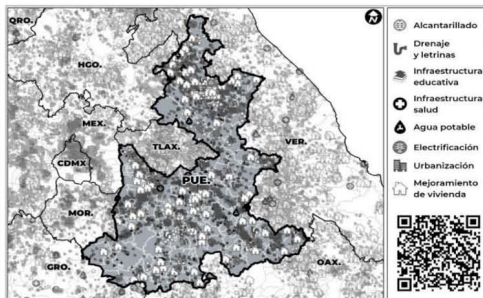 QRO.
HGO.
MEX.
TLAX.
VER.
CDMX
PUE.
MOR.
GRO.
OAX.
Alcantarillado
Drenaje
y letrinas
Infraestructura
educativa
Infraestructura
salud
Agua potable
Electrificación
Urbanización
Mejoramiento
de vivienda